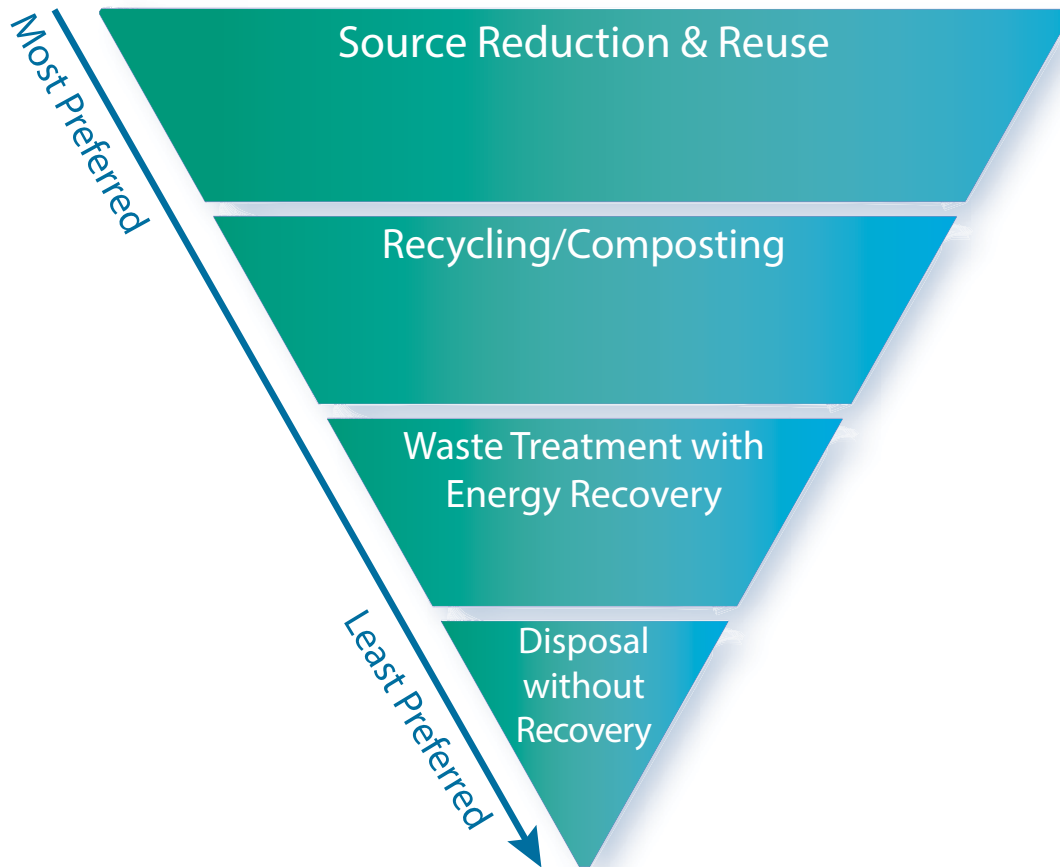 Most Preferred
Source Reduction & Reuse
Recycling/Composting
Waste Treatment with
Energy Recovery
Least Preferred
Disposal
without
Recovery